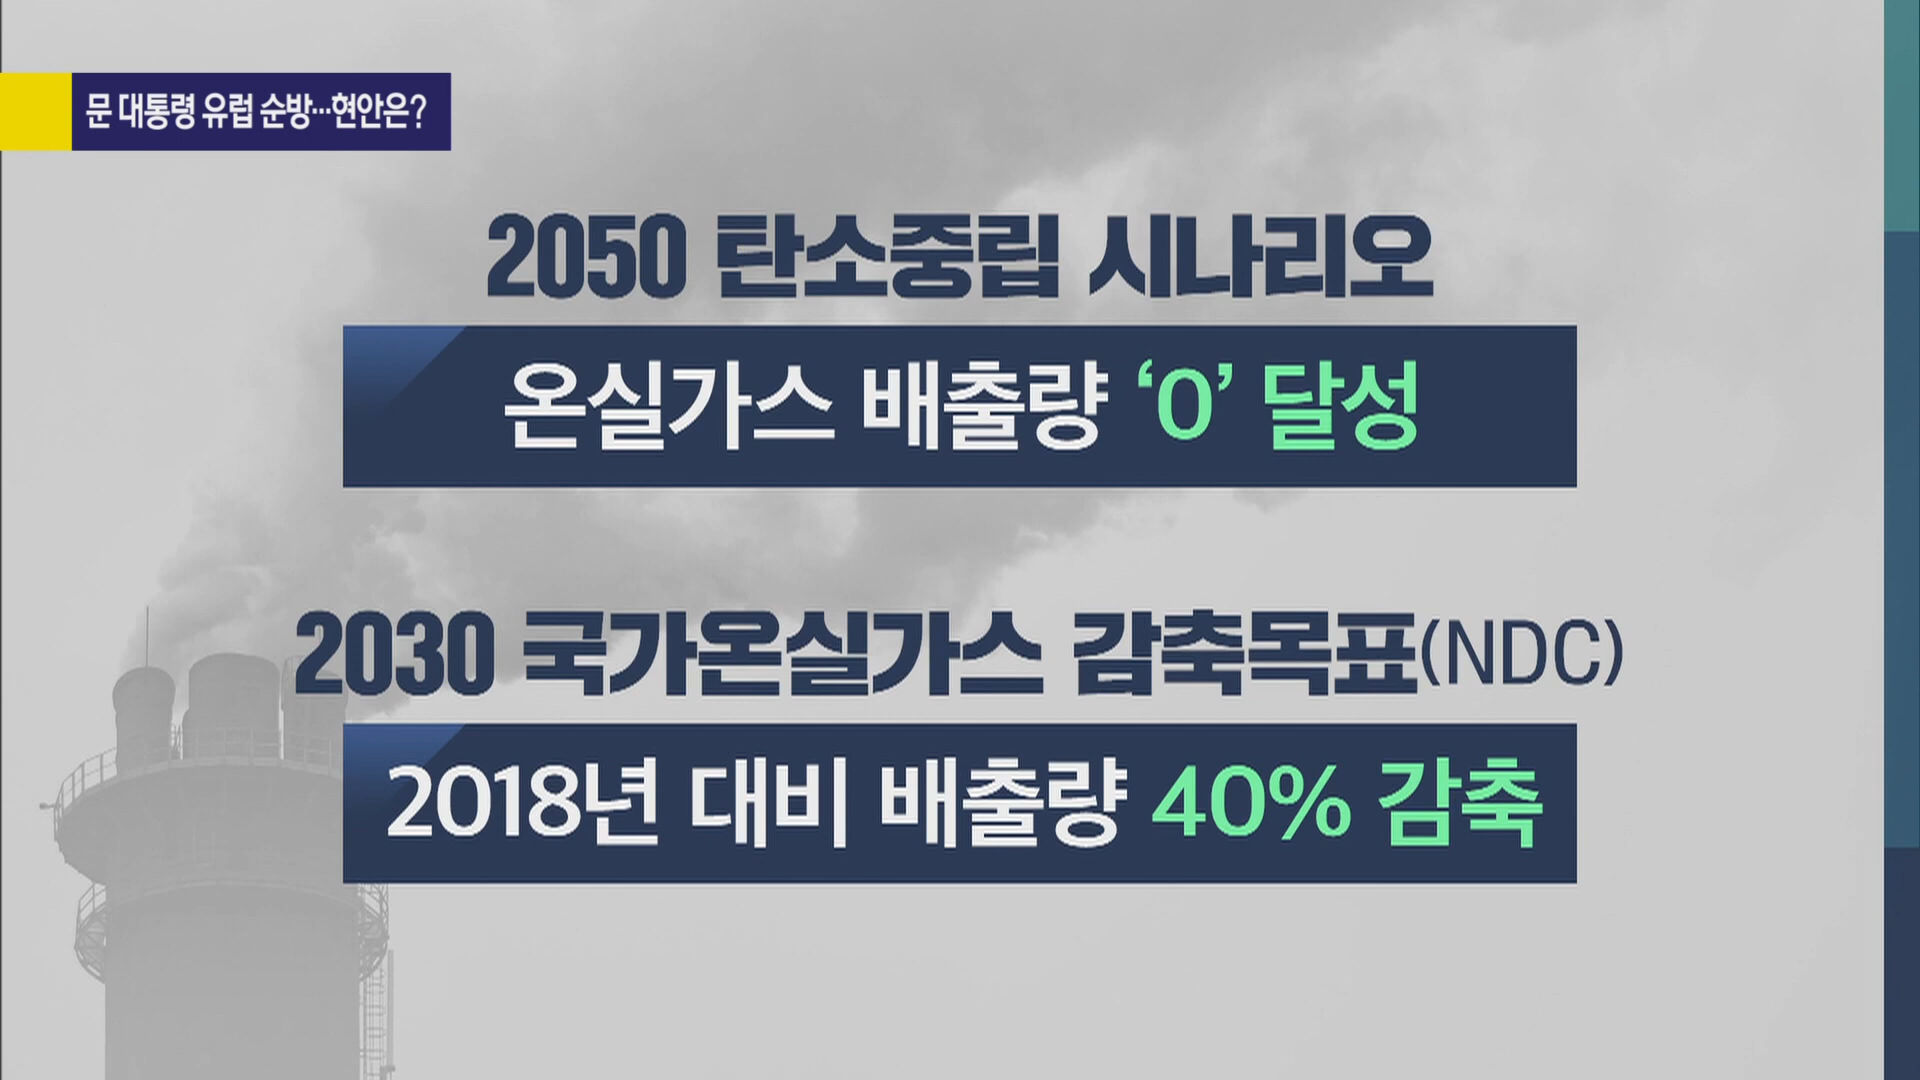 문 대통령 유럽 순방…현안은?
2050 탄소중립 시나리오
온실가스 배출량 ‘0’ 달성
2030 국가온실가스 감축목표(NDC)
2018년 대비 배출량 40% 감축